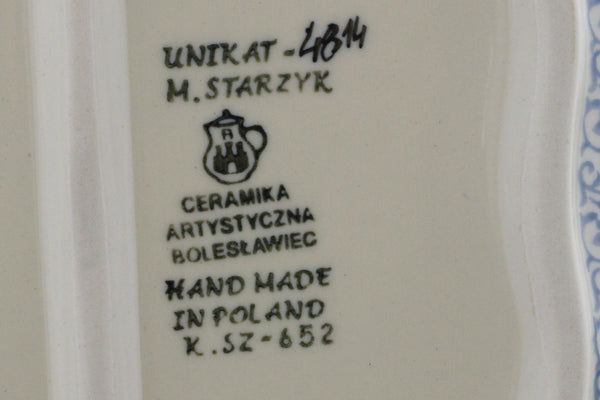 UNIKAT - 4814
M. STARZYK
A
CERAMIKA
ARTYSTYCZNA
BOLESŁAWIEC
HAND MADE
IN POLAND
K.SZ-652